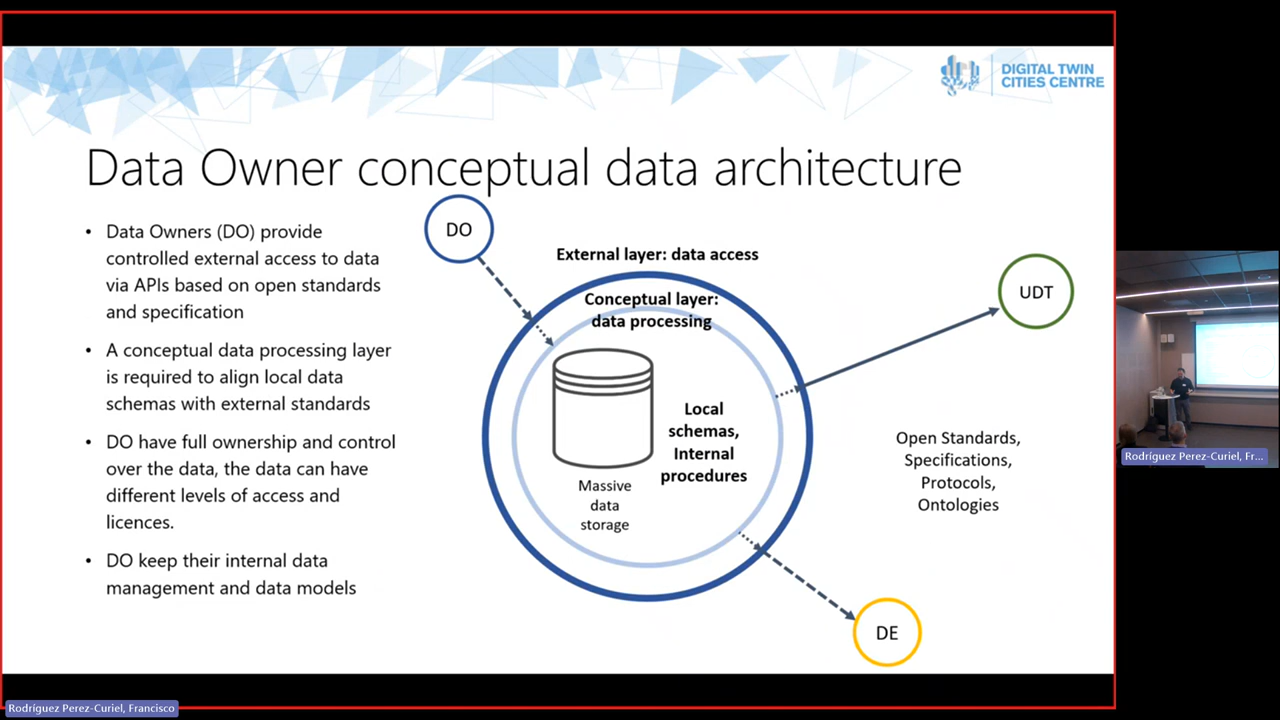 DIGITAL TWIN
CITIES CENTRE
Data Owner conceptual data architecture
• Data Owners (DO) provide
controlled external access to data
via APIs based on open standards
and specification
• A conceptual data processing layer
is required to align local data
schemas with external standards
• DO have full ownership and control
over the data, the data can have
different levels of access and
licences.
• DO keep their internal data
management and data models
DO
External layer: data access
Conceptual layer:
data processing
UDT
Local
schemas,
Internal
procedures
Massive
data
storage
Open Standards,
Specifications,
Protocols,
Ontologies
DE
Rodríguez Perez-Curiel, Fr...
Rodríguez Perez-Curiel, Francisco